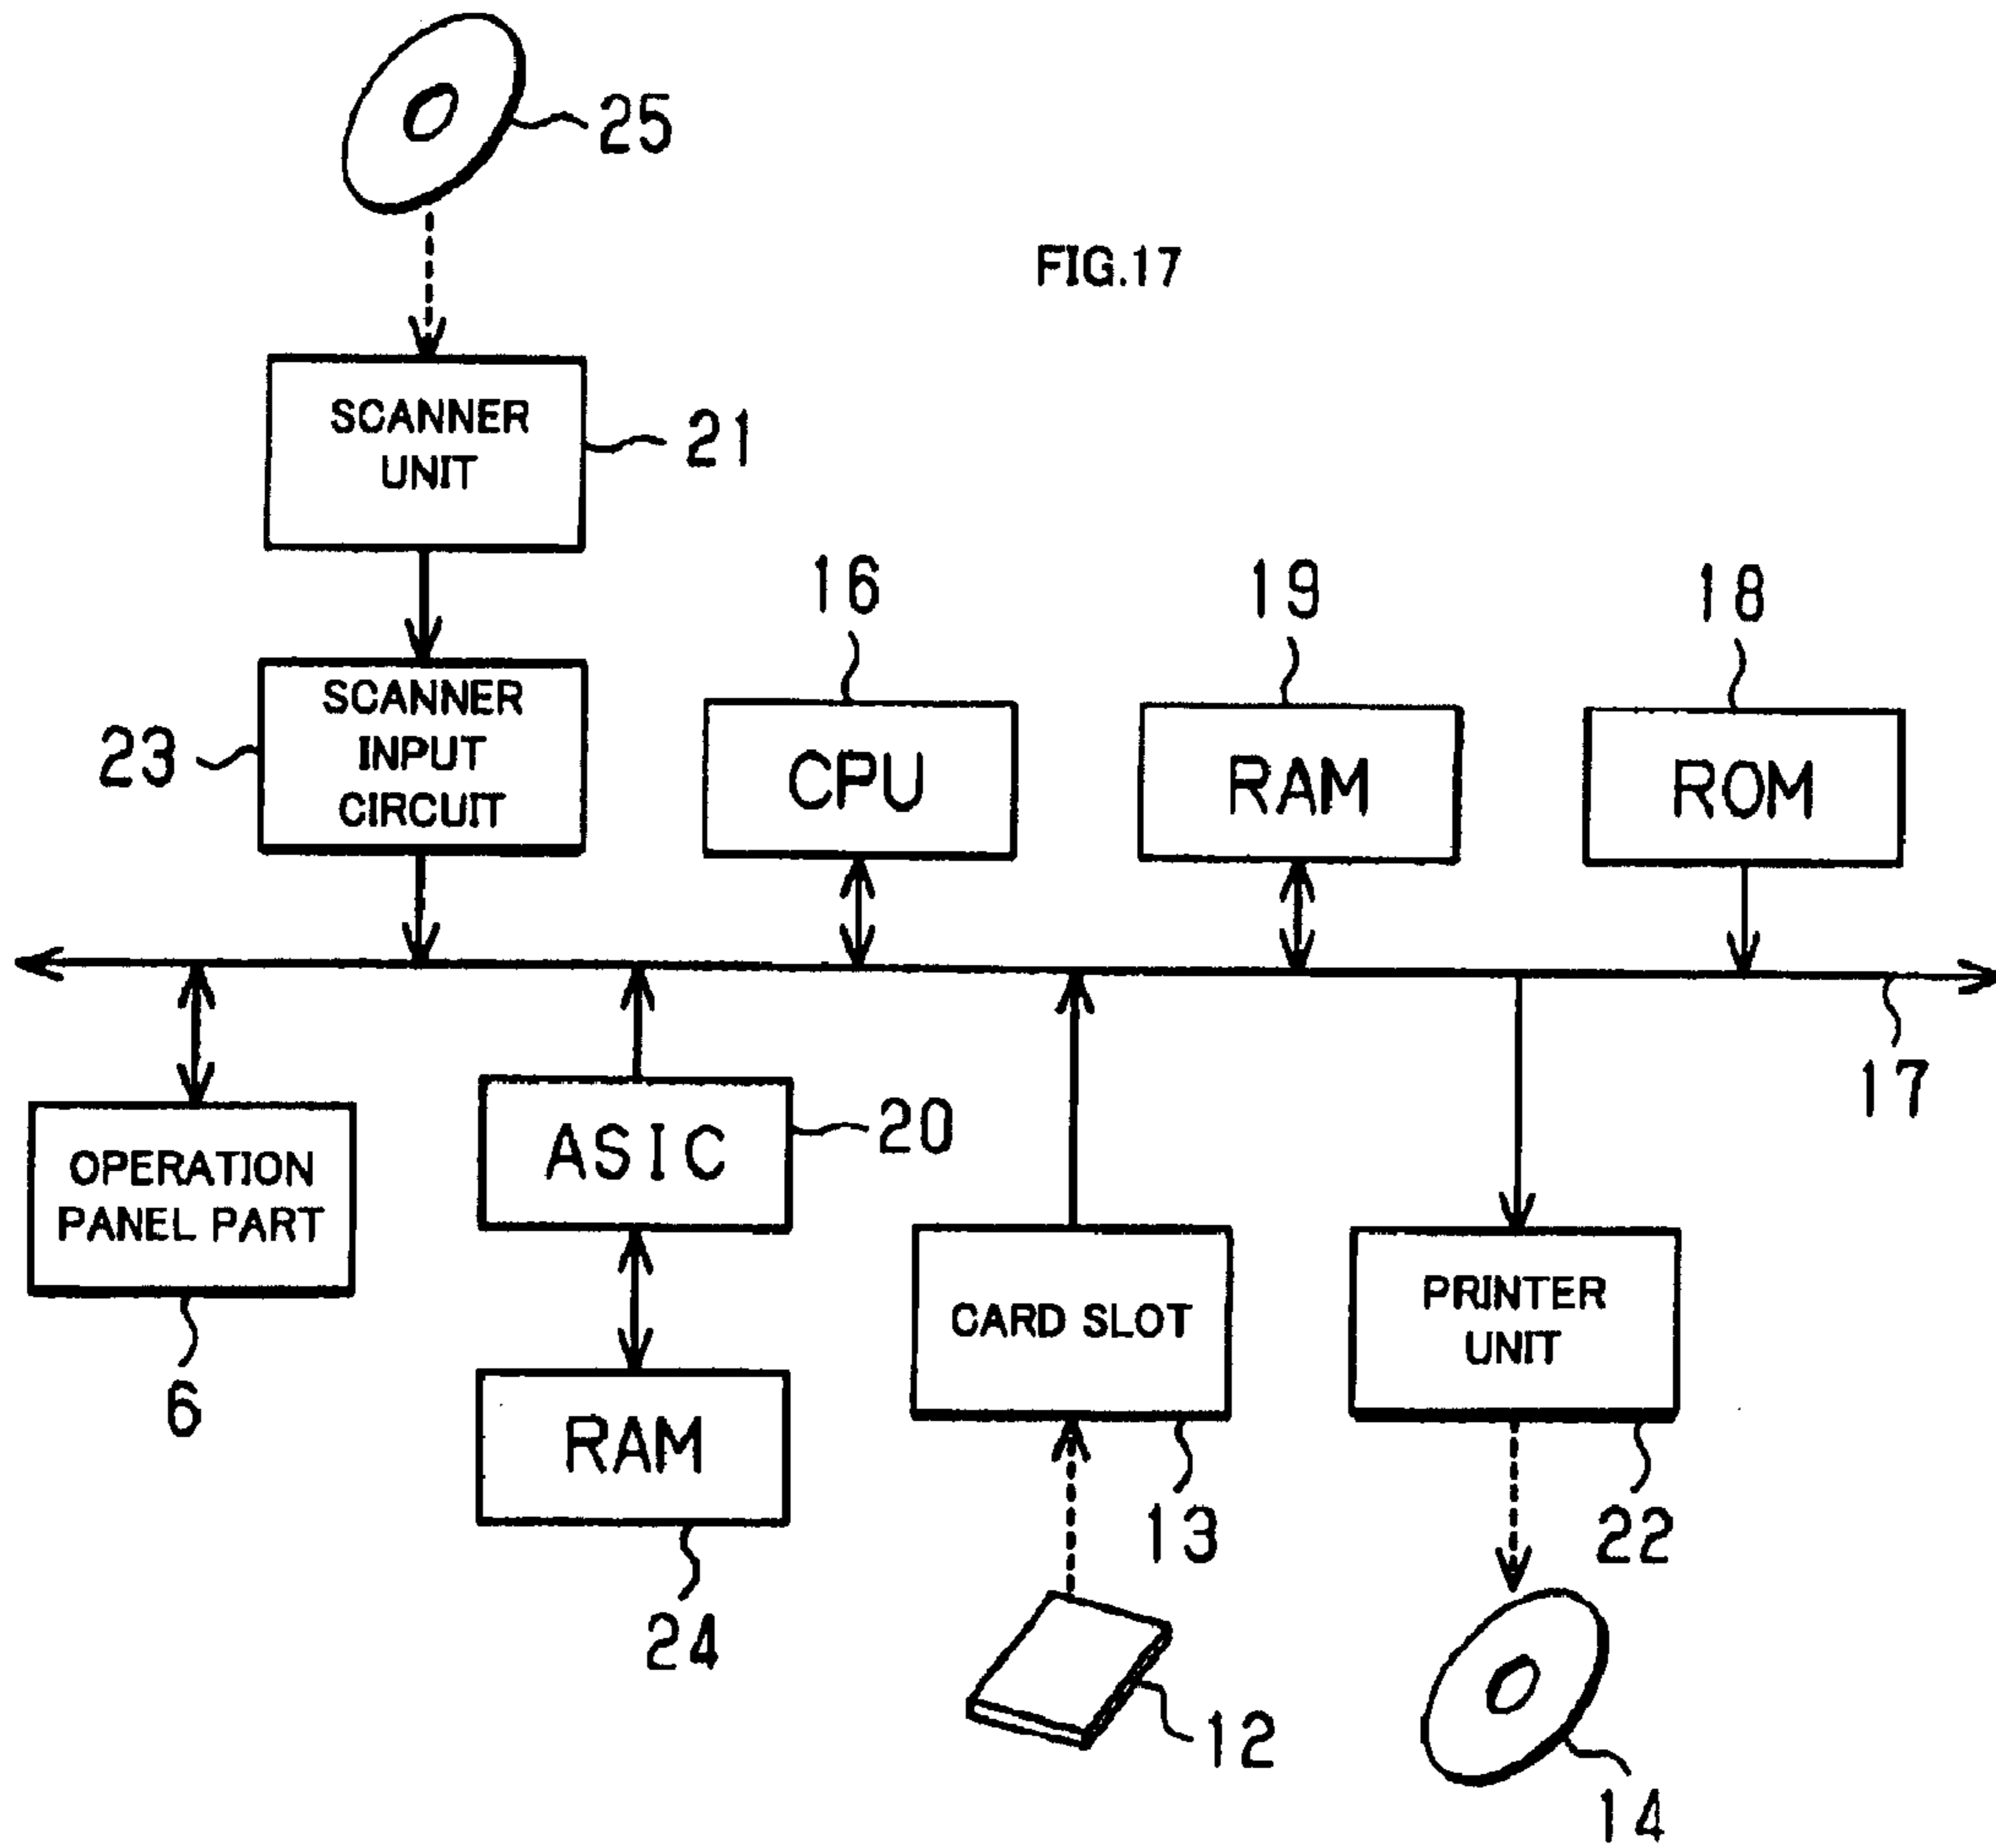 25
FIG.17
SCANNER
UNIT
21
16
19
18
SCANNER
INPUT
CIRCUIT
23
CPU
RAM
ROM
17
OPERATION
PANEL PART
6
ASIC
20
RAM
24
CARD SLOT
13
PRINTER
UNIT
22
12
14